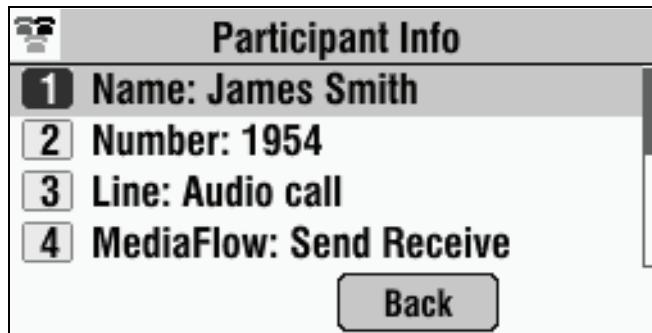 Participant Info
1 Name: James Smith
2 Number: 1954
3 Line: Audio call
4 MediaFlow: Send Receive
Back